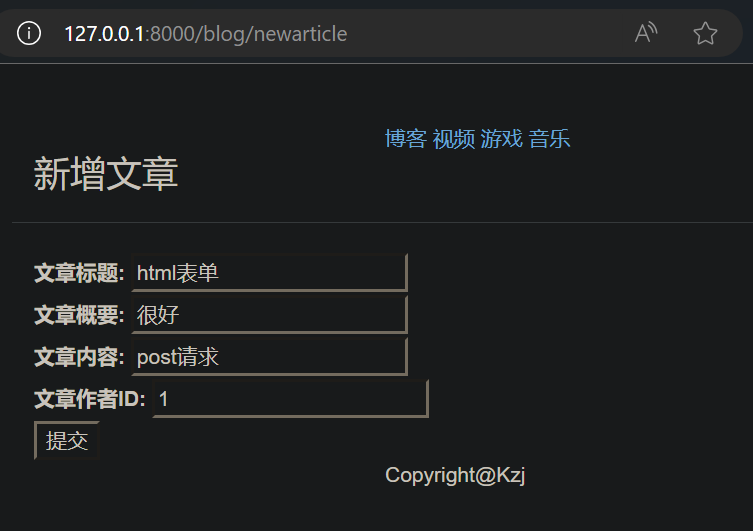 127.0.0.1:8000/blog/newarticle
博客 视频 游戏 音乐
新增文章
文章标题: html表单
文章概要: 很好
文章内容: post请求
文章作者ID: 1
提交
Copyright@Kzj